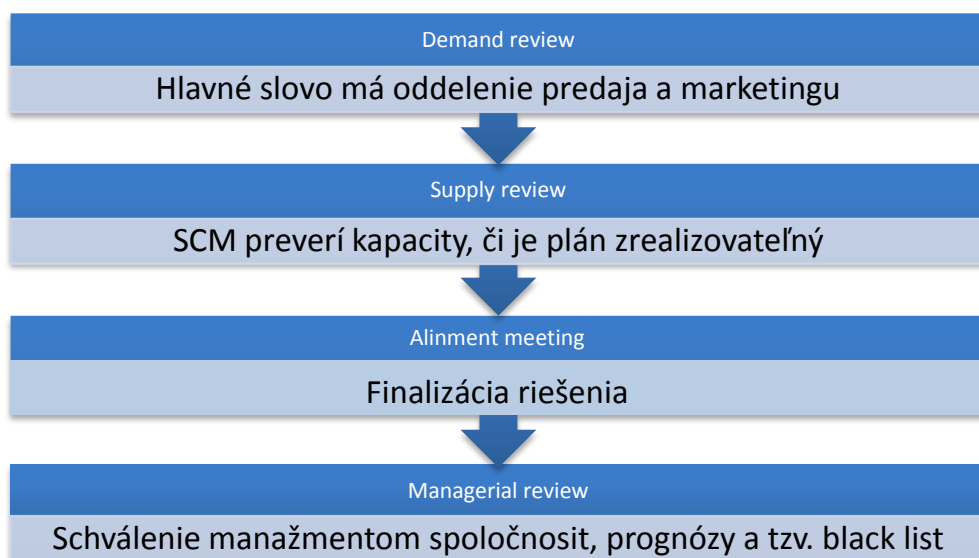 Demand review
Hlavné slovo má oddelenie predaja a marketingu
Supply review
SCM preverí kapacity, či je plán zrealizovateľný
Alinment meeting
Finalizácia riešenia
Managerial review
Schválenie manažmentom spoločnosit, prognózy a tzv. black list